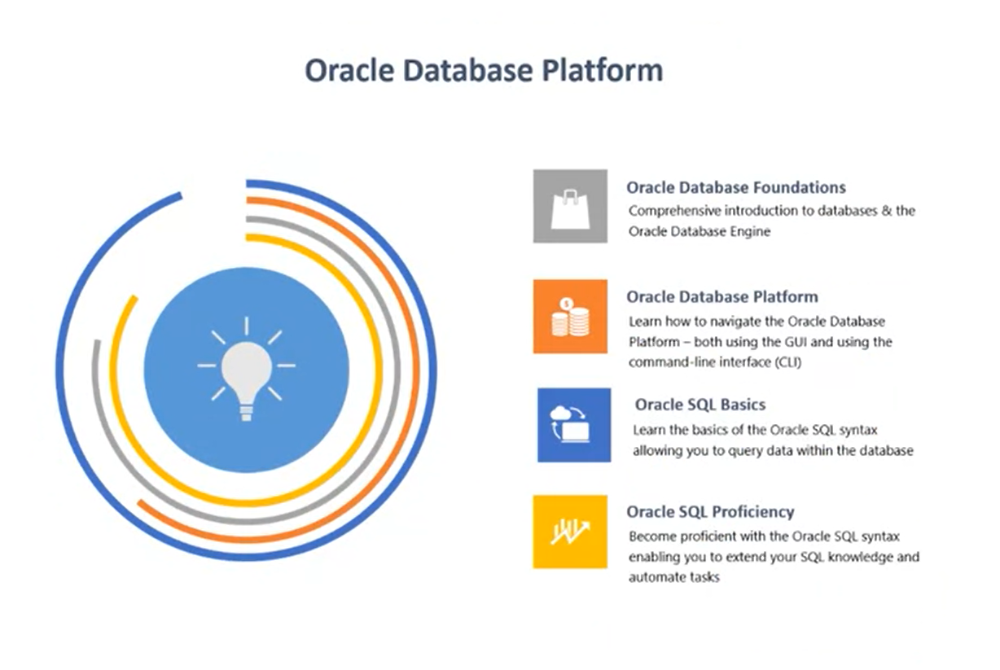 Oracle Database Platform
Oracle Database Foundations
Comprehensive introduction to databases & the
Oracle Database Engine
$
Oracle Database Platform
Learn how to navigate the Oracle Database
Platform – both using the GUI and using the
command-line interface (CLI)
Oracle SQL Basics
Learn the basics of the Oracle SQL syntax
allowing you to query data within the database
Oracle SQL Proficiency
Become proficient with the Oracle SQL syntax
enabling you to extend your SQL knowledge and
automate tasks